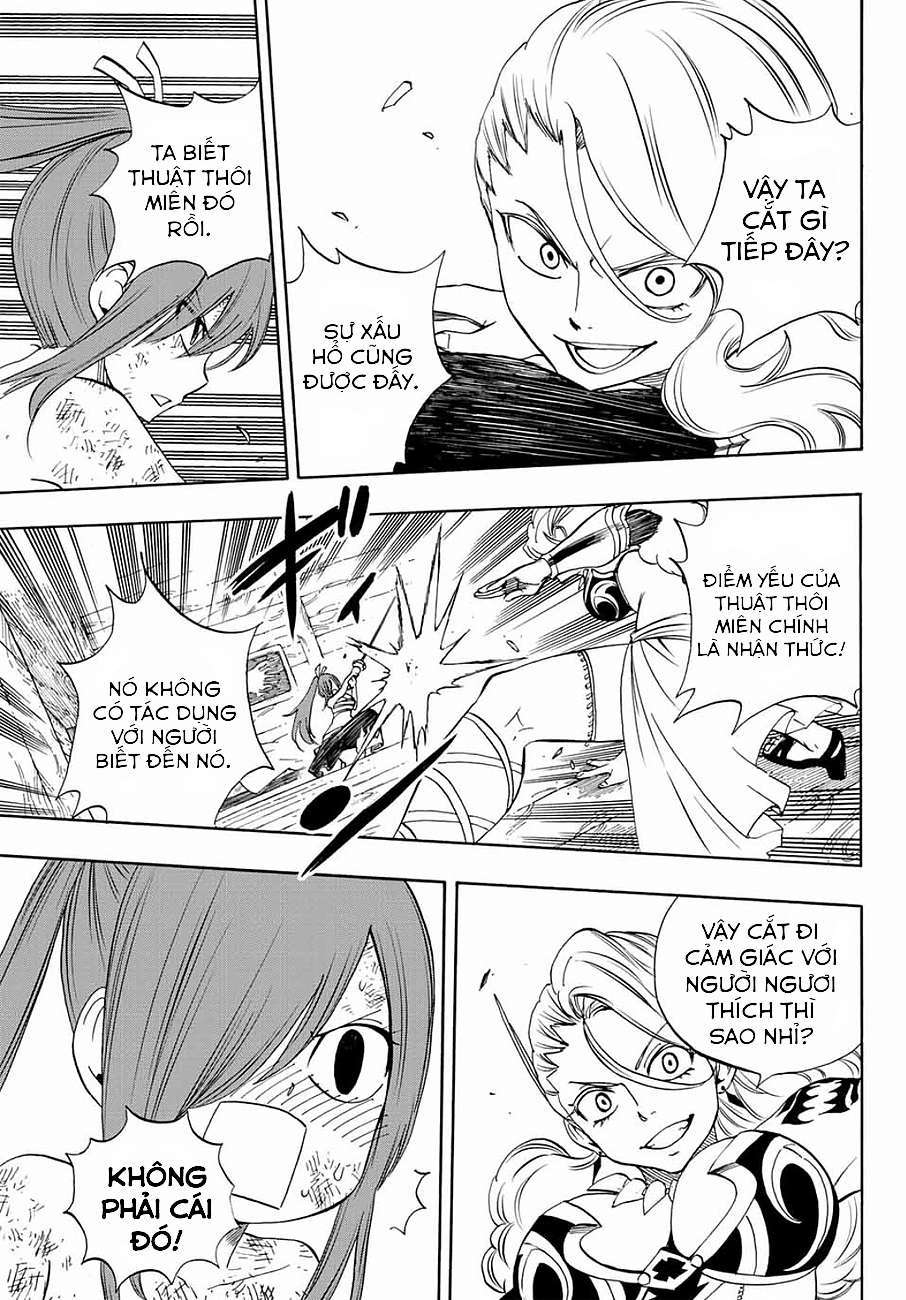 VẬY TA
CẮT GÌ
TIẾP ĐÂY?
SỰ XẤU
HỔ CŨNG
ĐƯỢC ĐẤY.
TA BIẾT
THUẬT THÔI
MIÊN ĐÓ
RỒI.
ĐIỂM YẾU CỦA
THUẬT THÔI
MIÊN CHÍNH
LÀ NHẬN THỨC!
NÓ KHÔNG
CÓ TÁC DỤNG
VỚI NGƯỜI
BIẾT ĐẾN NÓ.
VẬY CẮT ĐI
CẢM GIÁC VỚI
NGƯỜI NGƯƠI
THÍCH THÌ
SAO NHỈ?
KHÔNG
PHẢI CÁI
ĐÓ!